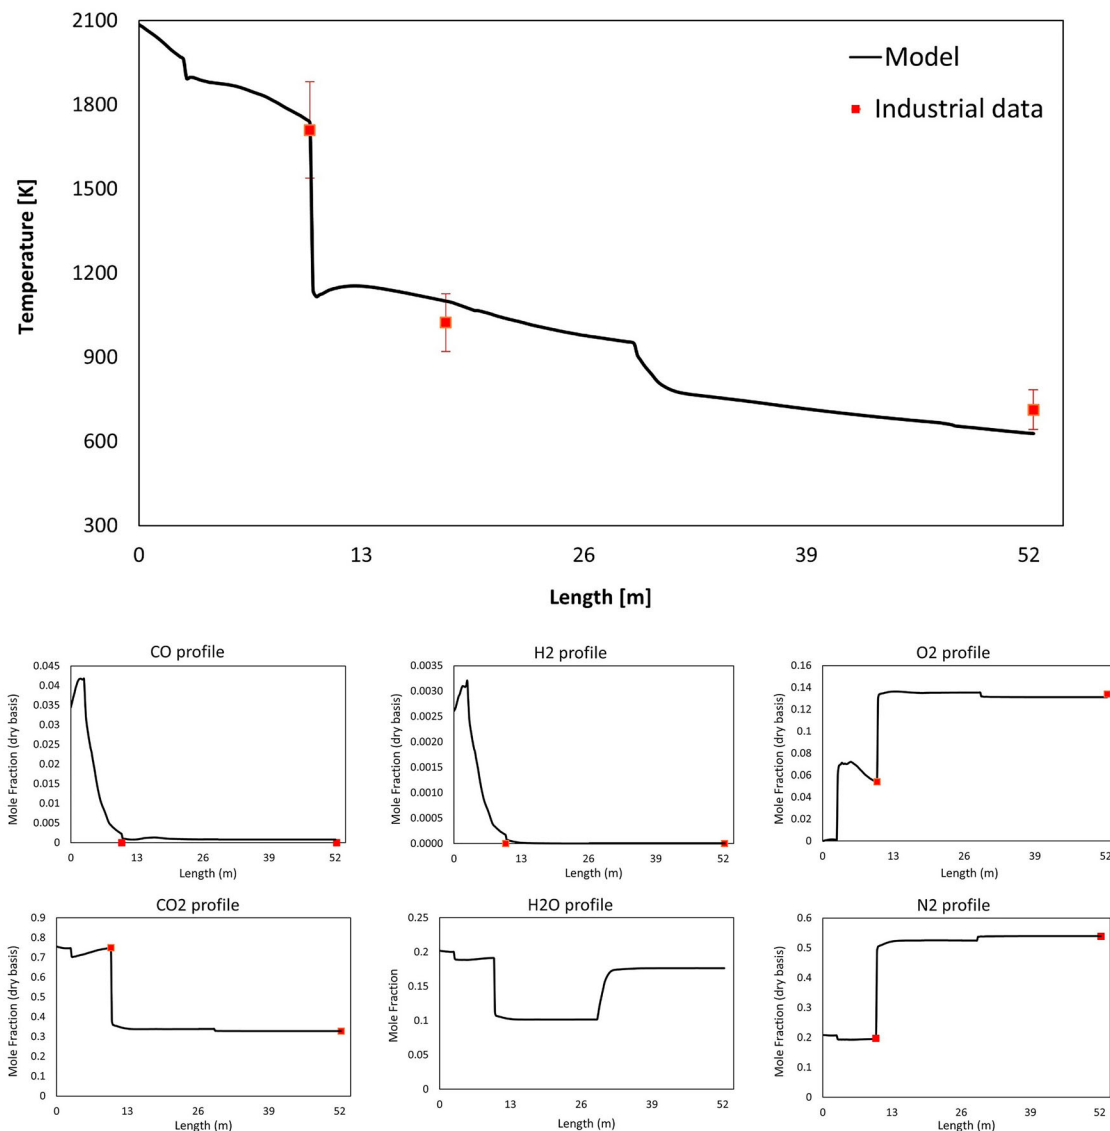 2100
1800
1500
1200
900
600
300
Temperature [K]
Model
Industrial data
0 13 26 39 52
Length [m]
CO profile
0.045
0.04
0.035
0.03
0.025
0.02
0.015
0.01
0.005
0
Mole Fraction (dry basis)
0 13 26 39 52
Length (m)
H2 profile
0.0035
0.0030
0.0025
0.0020
0.0015
0.0010
0.0005
0.0000
Mole Fraction (dry basis)
0 13 26 39 52
Length (m)
O2 profile
0.16
0.14
0.12
0.1
0.08
0.06
0.04
0.02
0
Mole Fraction (dry basis)
0 13 26 39 52
Length (m)
CO2 profile
0.9
0.8
0.7
0.6
0.5
0.4
0.3
0.2
0.1
0
Mole Fraction (dry basis)
0 13 26 39 52
Length (m)
H2O profile
0.25
0.2
0.15
0.1
0.05
0
Mole Fraction
0 13 26 39 52
Length (m)
N2 profile
0.6
0.5
0.4
0.3
0.2
0.1
0
Mole Fraction (dry basis)
0 13 26 39 52
Length (m)